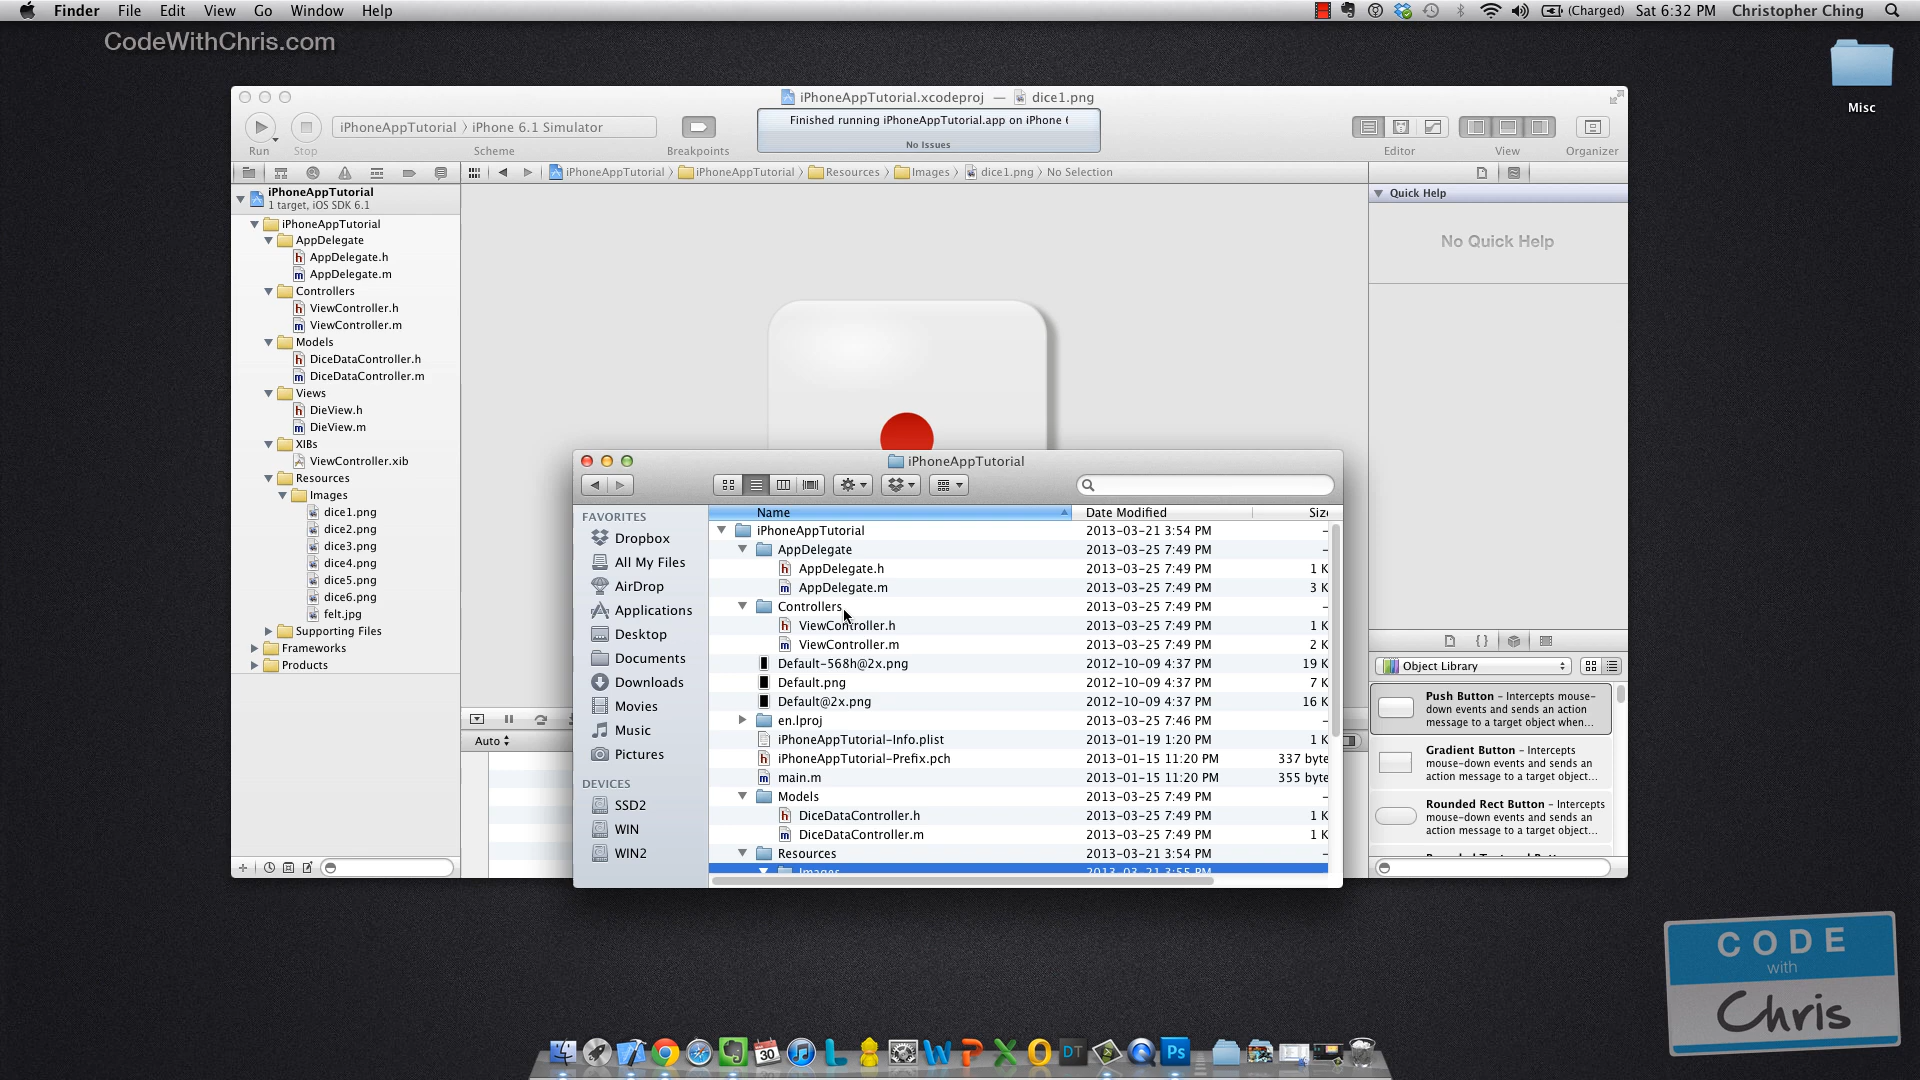 Finder File Edit View Go Window Help
(Charged) Sat 6:32 PM Christopher Ching
CodeWithChris.com
Misc
iPhoneAppTutorial.xcodeproj — dice1.png
iPhoneAppTutorial 〉 iPhone 6.1 Simulator
Finished running iPhoneAppTutorial.app on iPhone 6
No Issues
Run Stop Scheme Breakpoints Editor View Organizer
iPhoneAppTutorial 〉 iPhoneAppTutorial 〉 Resources 〉 Images 〉 dice1.png 〉 No Selection
iPhoneAppTutorial
1 target, iOS SDK 6.1
iPhoneAppTutorial
AppDelegate
AppDelegate.h
AppDelegate.m
Controllers
ViewController.h
ViewController.m
Models
DiceDataController.h
DiceDataController.m
Views
DieView.h
DieView.m
XIBs
ViewController.xib
Resources
Images
dice1.png
dice2.png
dice3.png
dice4.png
dice5.png
dice6.png
felt.jpg
Supporting Files
Frameworks
Products
Auto
Quick Help
No Quick Help
Object Library
Push Button – Intercepts mouse-
down events and sends an
action message to a target object when...
Gradient Button – Intercepts
mouse-down events and sends an
action message to a target object...
Rounded Rect Button – Intercepts
mouse-down events and sends an
action message to a target object...
iPhoneAppTutorial
FAVORITES
Dropbox
All My Files
AirDrop
Applications
Desktop
Documents
Downloads
Movies
Music
Pictures
DEVICES
SSD2
WIN
WIN2
Name Date Modified Size
iPhoneAppTutorial 2013-03-21 3:54 PM –
AppDelegate 2013-03-25 7:49 PM –
AppDelegate.h 2013-03-25 7:49 PM 1 K
AppDelegate.m 2013-03-25 7:49 PM 3 K
Controllers 2013-03-25 7:49 PM –
ViewController.h 2013-03-25 7:49 PM 1 K
ViewController.m 2013-03-25 7:49 PM 2 K
Default-568h@2x.png 2012-10-09 4:37 PM 19 K
Default.png 2012-10-09 4:37 PM 7 K
Default@2x.png 2012-10-09 4:37 PM 16 K
en.lproj 2013-03-25 7:46 PM –
iPhoneAppTutorial-Info.plist 2013-01-19 1:20 PM 1 K
iPhoneAppTutorial-Prefix.pch 2013-01-15 11:20 PM 337 byte
main.m 2013-01-15 11:20 PM 355 byte
Models 2013-03-25 7:49 PM –
DiceDataController.h 2013-03-25 7:49 PM 1 K
DiceDataController.m 2013-03-25 7:49 PM 1 K
Resources 2013-03-21 3:54 PM –
Images 2013-03-21 3:55 PM
CODE
with
Chris
30
DT
Ps